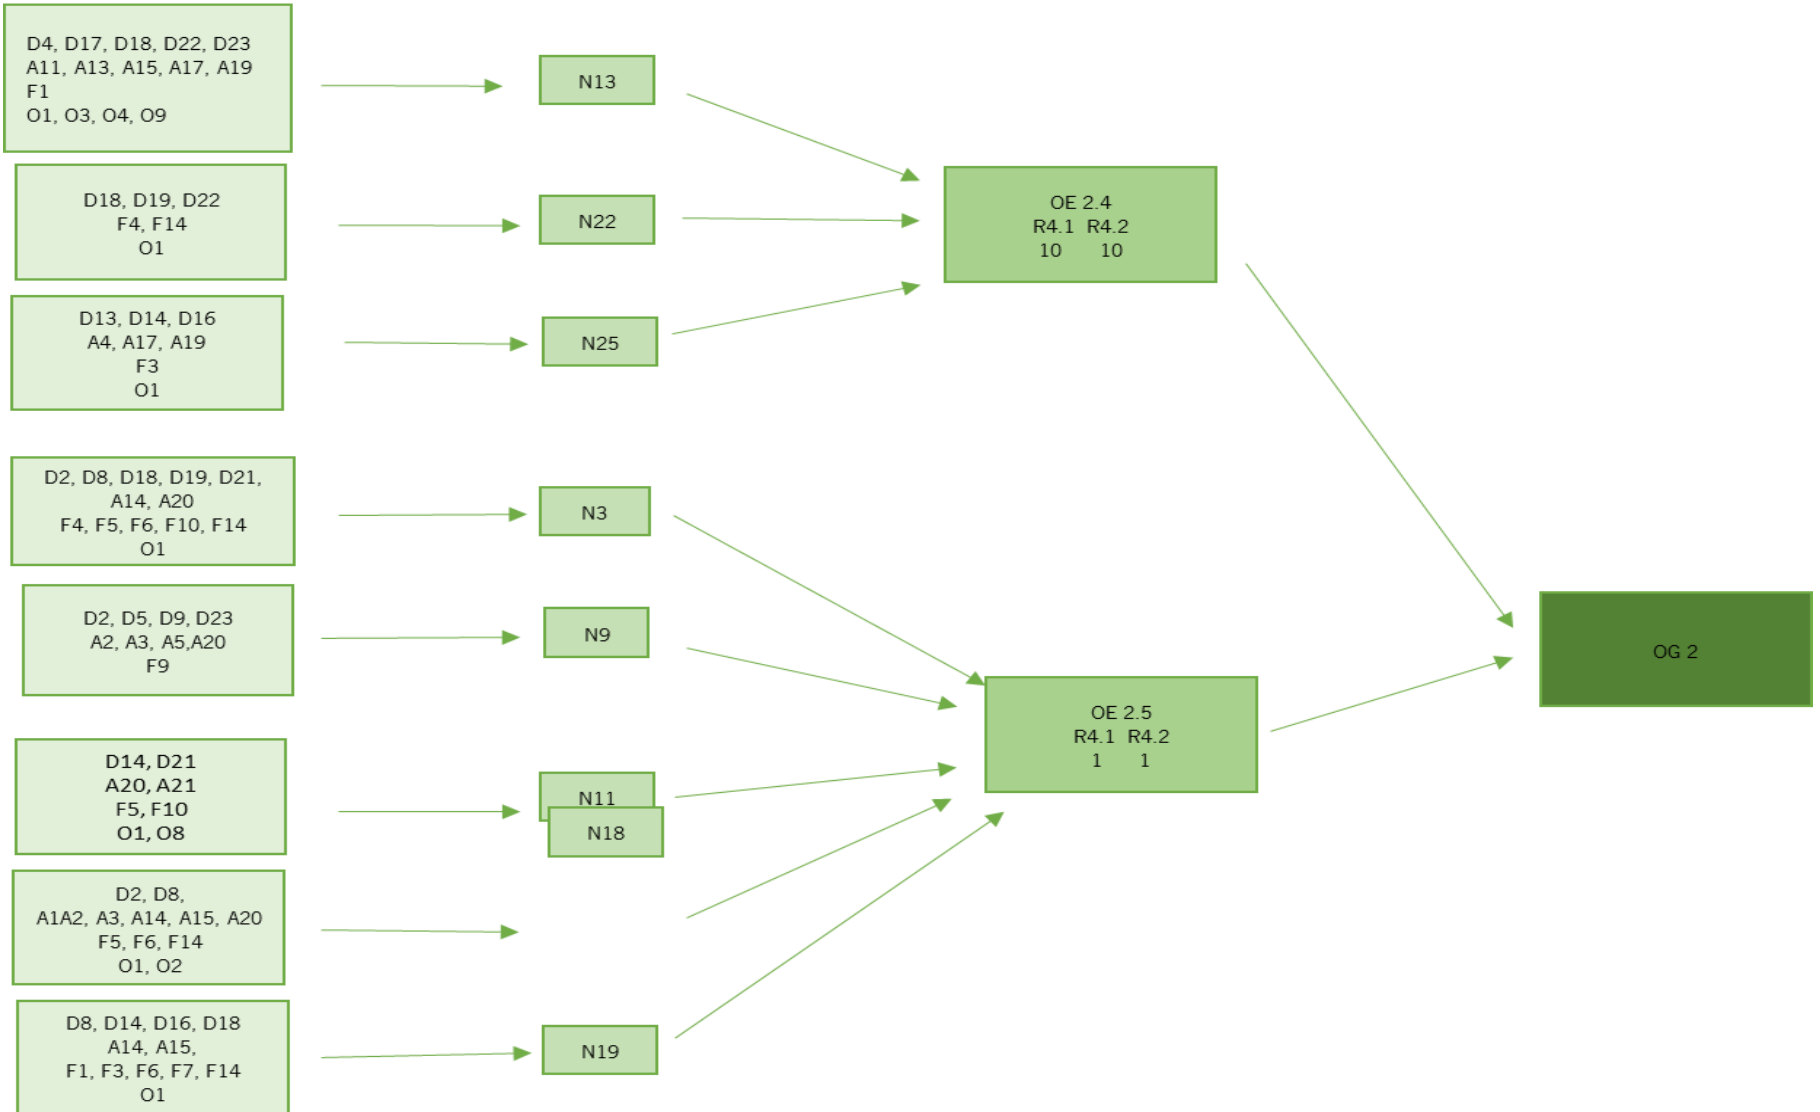 D4, D17, D18, D22, D23
A11, A13, A15, A17, A19
F1
O1, O3, O4, O9
N13
D18, D19, D22
F4, F14
O1
N22
OE 2.4
R4.1 R4.2
10 10
D13, D14, D16
A4, A17, A19
F3
O1
N25
D2, D8, D18, D19, D21,
A14, A20
F4, F5, F6, F10, F14
O1
N3
D2, D5, D9, D23
A2, A3, A5,A20
F9
N9
OG 2
OE 2.5
R4.1 R4.2
1 1
D14, D21
A20, A21
F5, F10
O1, O8
N11
N18
D2, D8,
A1A2, A3, A14, A15, A20
F5, F6, F14
O1, O2
D8, D14, D16, D18
A14, A15,
F1, F3, F6, F7, F14
O1
N19